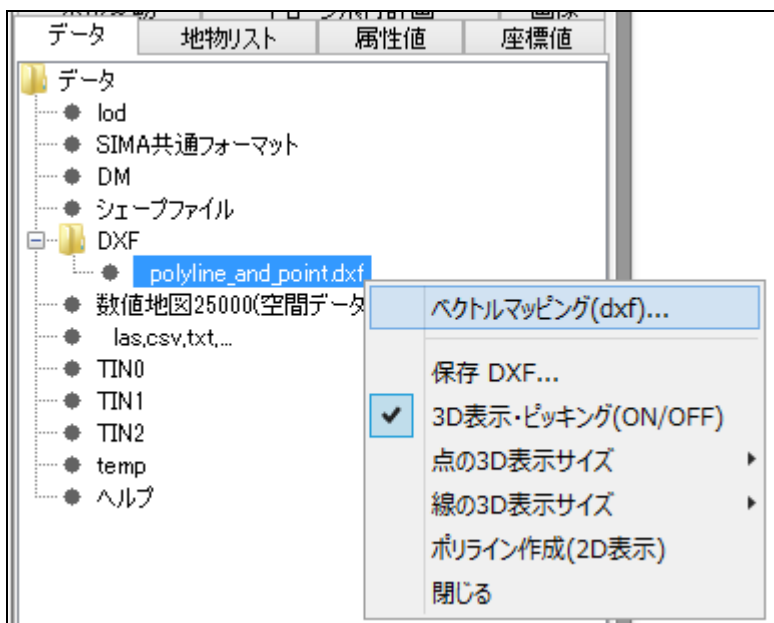 データ
地物リスト
属性値
座標値
データ
lod
SIMA共通フォーマット
DM
シェープファイル
DXF
polyline_and_point.dxf
数値地図25000(空間データ
las,csv,txt,...
TIN0
TIN1
TIN2
temp
ヘルプ
ベクトルマッピング(dxf)...
保存 DXF...
3D表示・ピッキング(ON/OFF)
点の3D表示サイズ
線の3D表示サイズ
ポリライン作成(2D表示)
閉じる